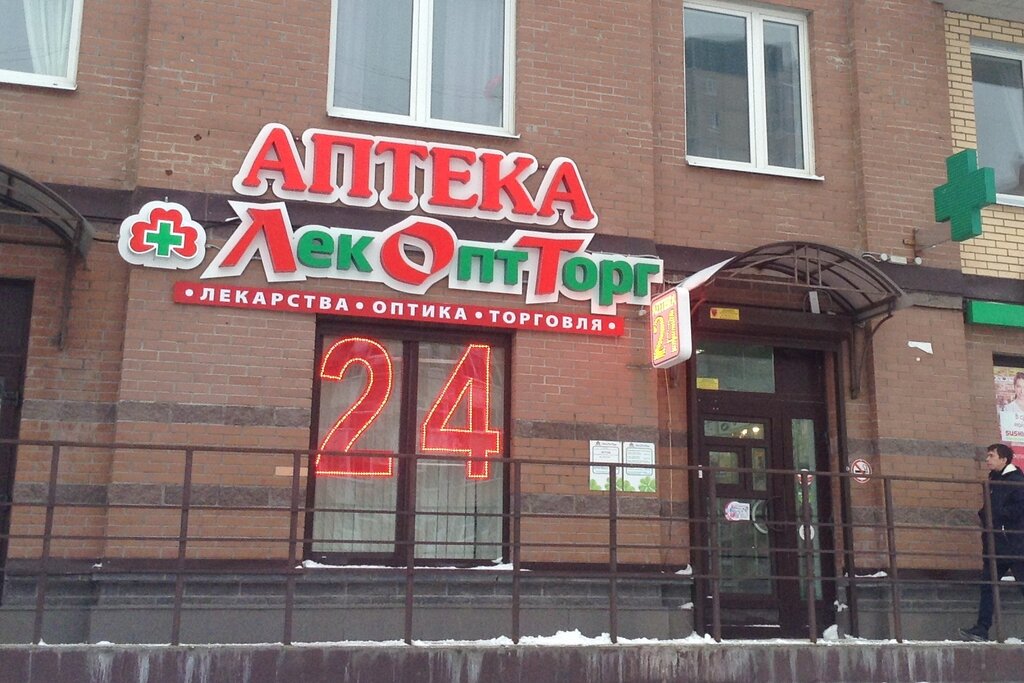 АПТЕКА
ЛекОптТорг
• ЛЕКАРСТВА • ОПТИКА • ТОРГОВЛЯ •
24
24